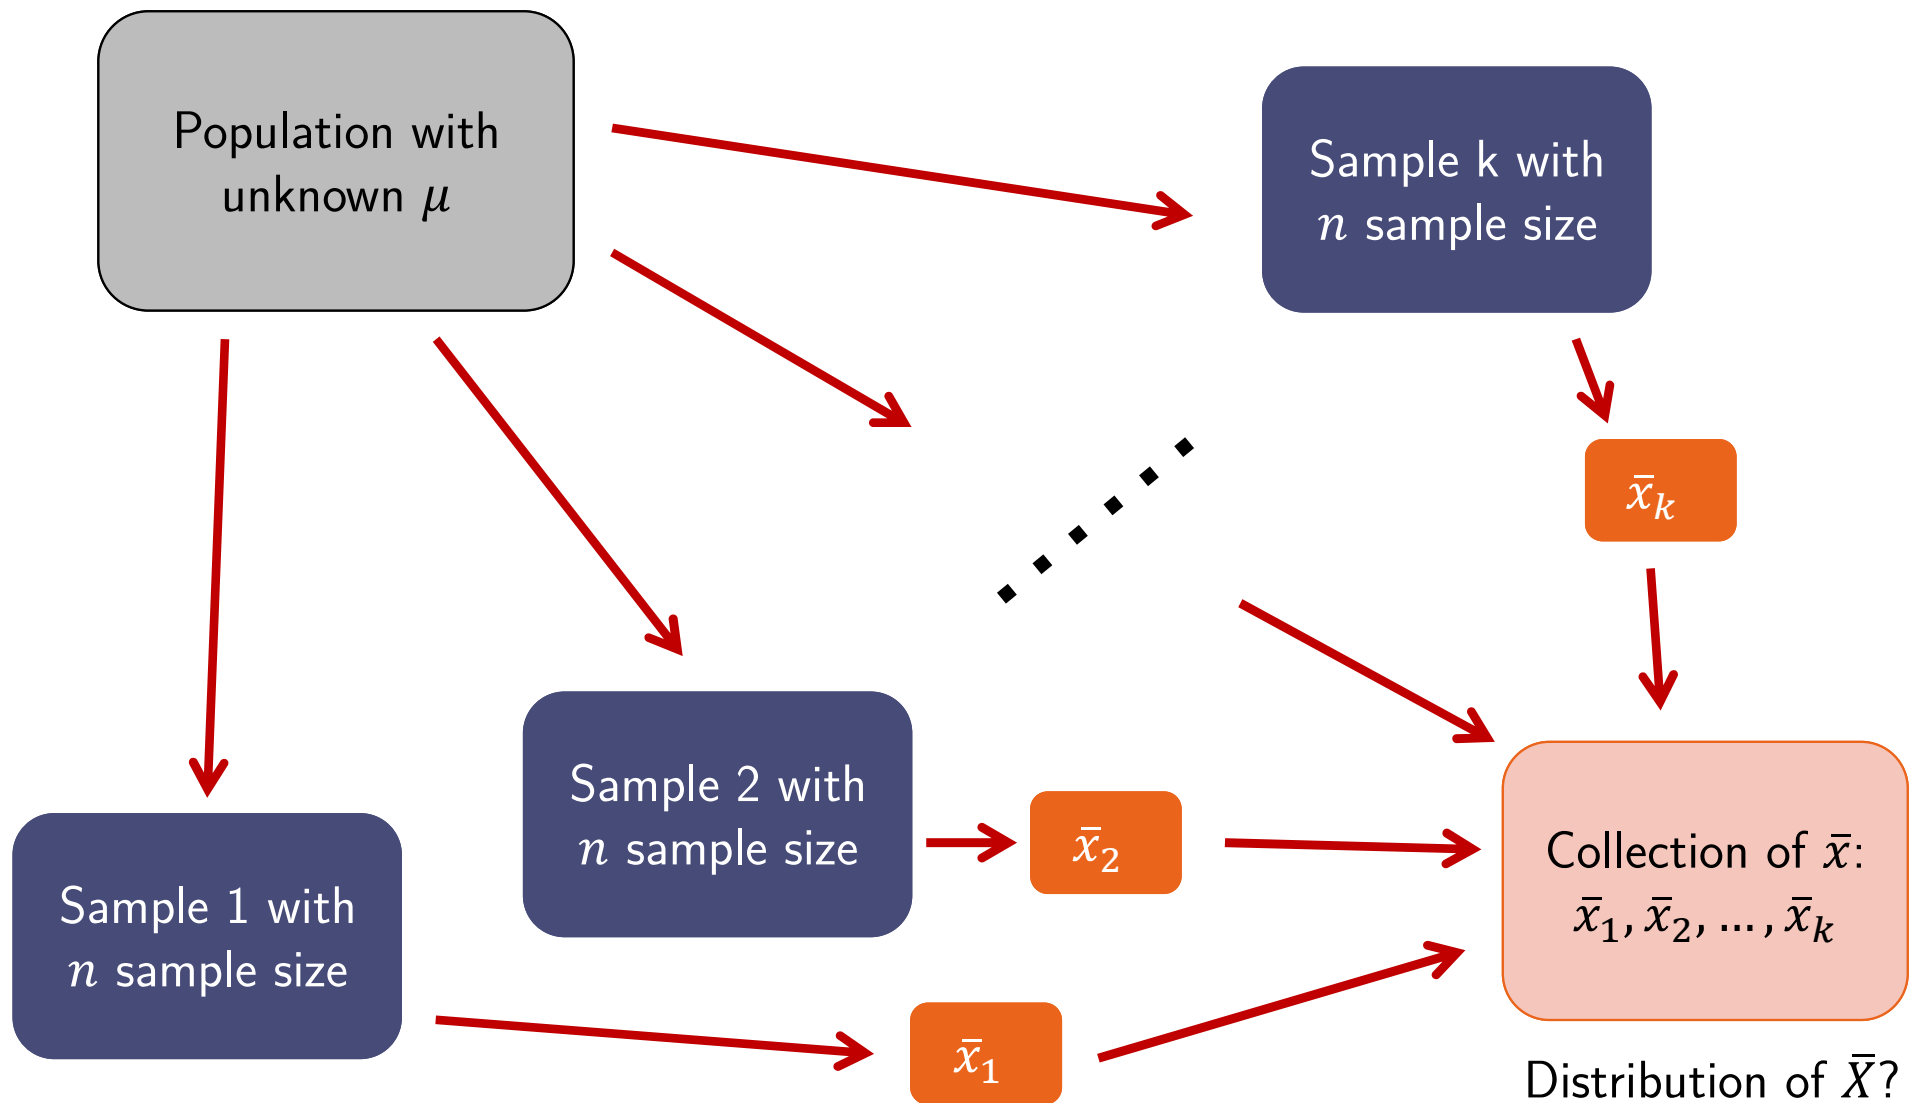 Population with
unknown μ
Sample k with
n sample size
x̄ₖ
Sample 2 with
n sample size
x̄₂
Sample 1 with
n sample size
x̄₁
Collection of x̄:
x̄₁, x̄₂, … , x̄ₖ
Distribution of X̄?